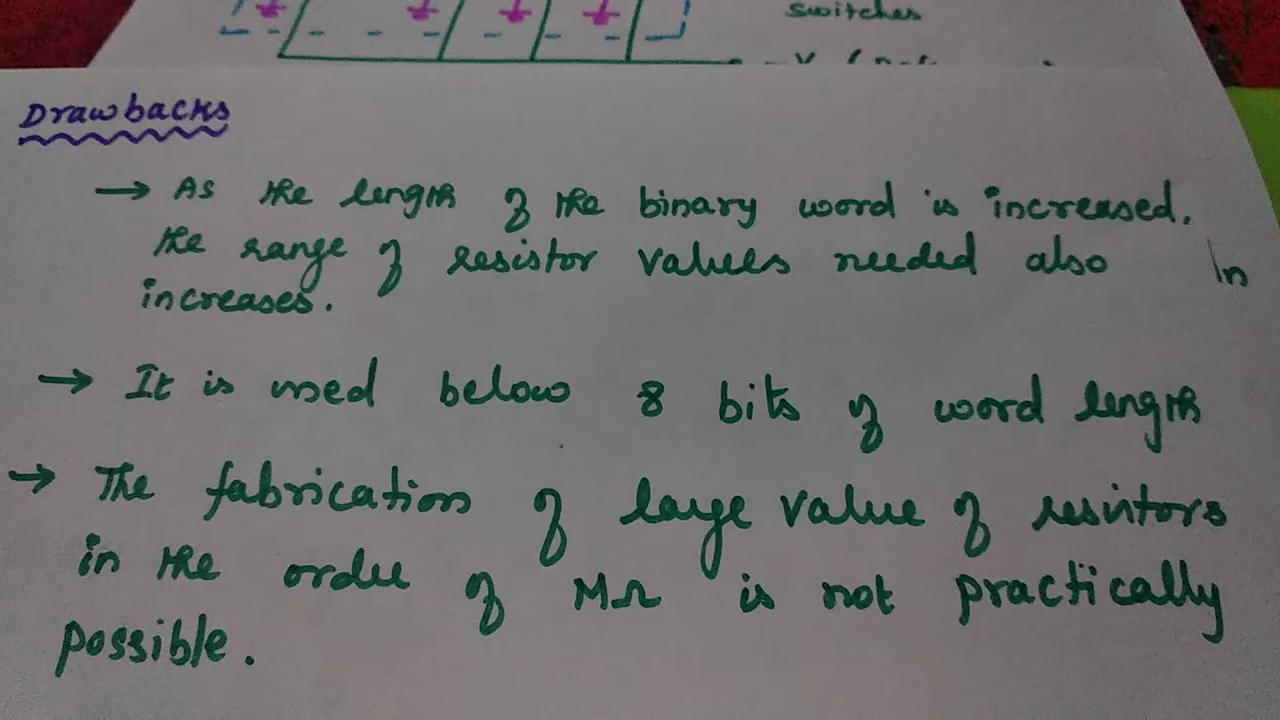 switches
Drawbacks
→ As the length of the binary word is increased.
the range of resistor values needed also in
increases.
→ It is used below 8 bits of word length
→ The fabrication of large value of resistors
in the order of MΩ is not practically
possible.